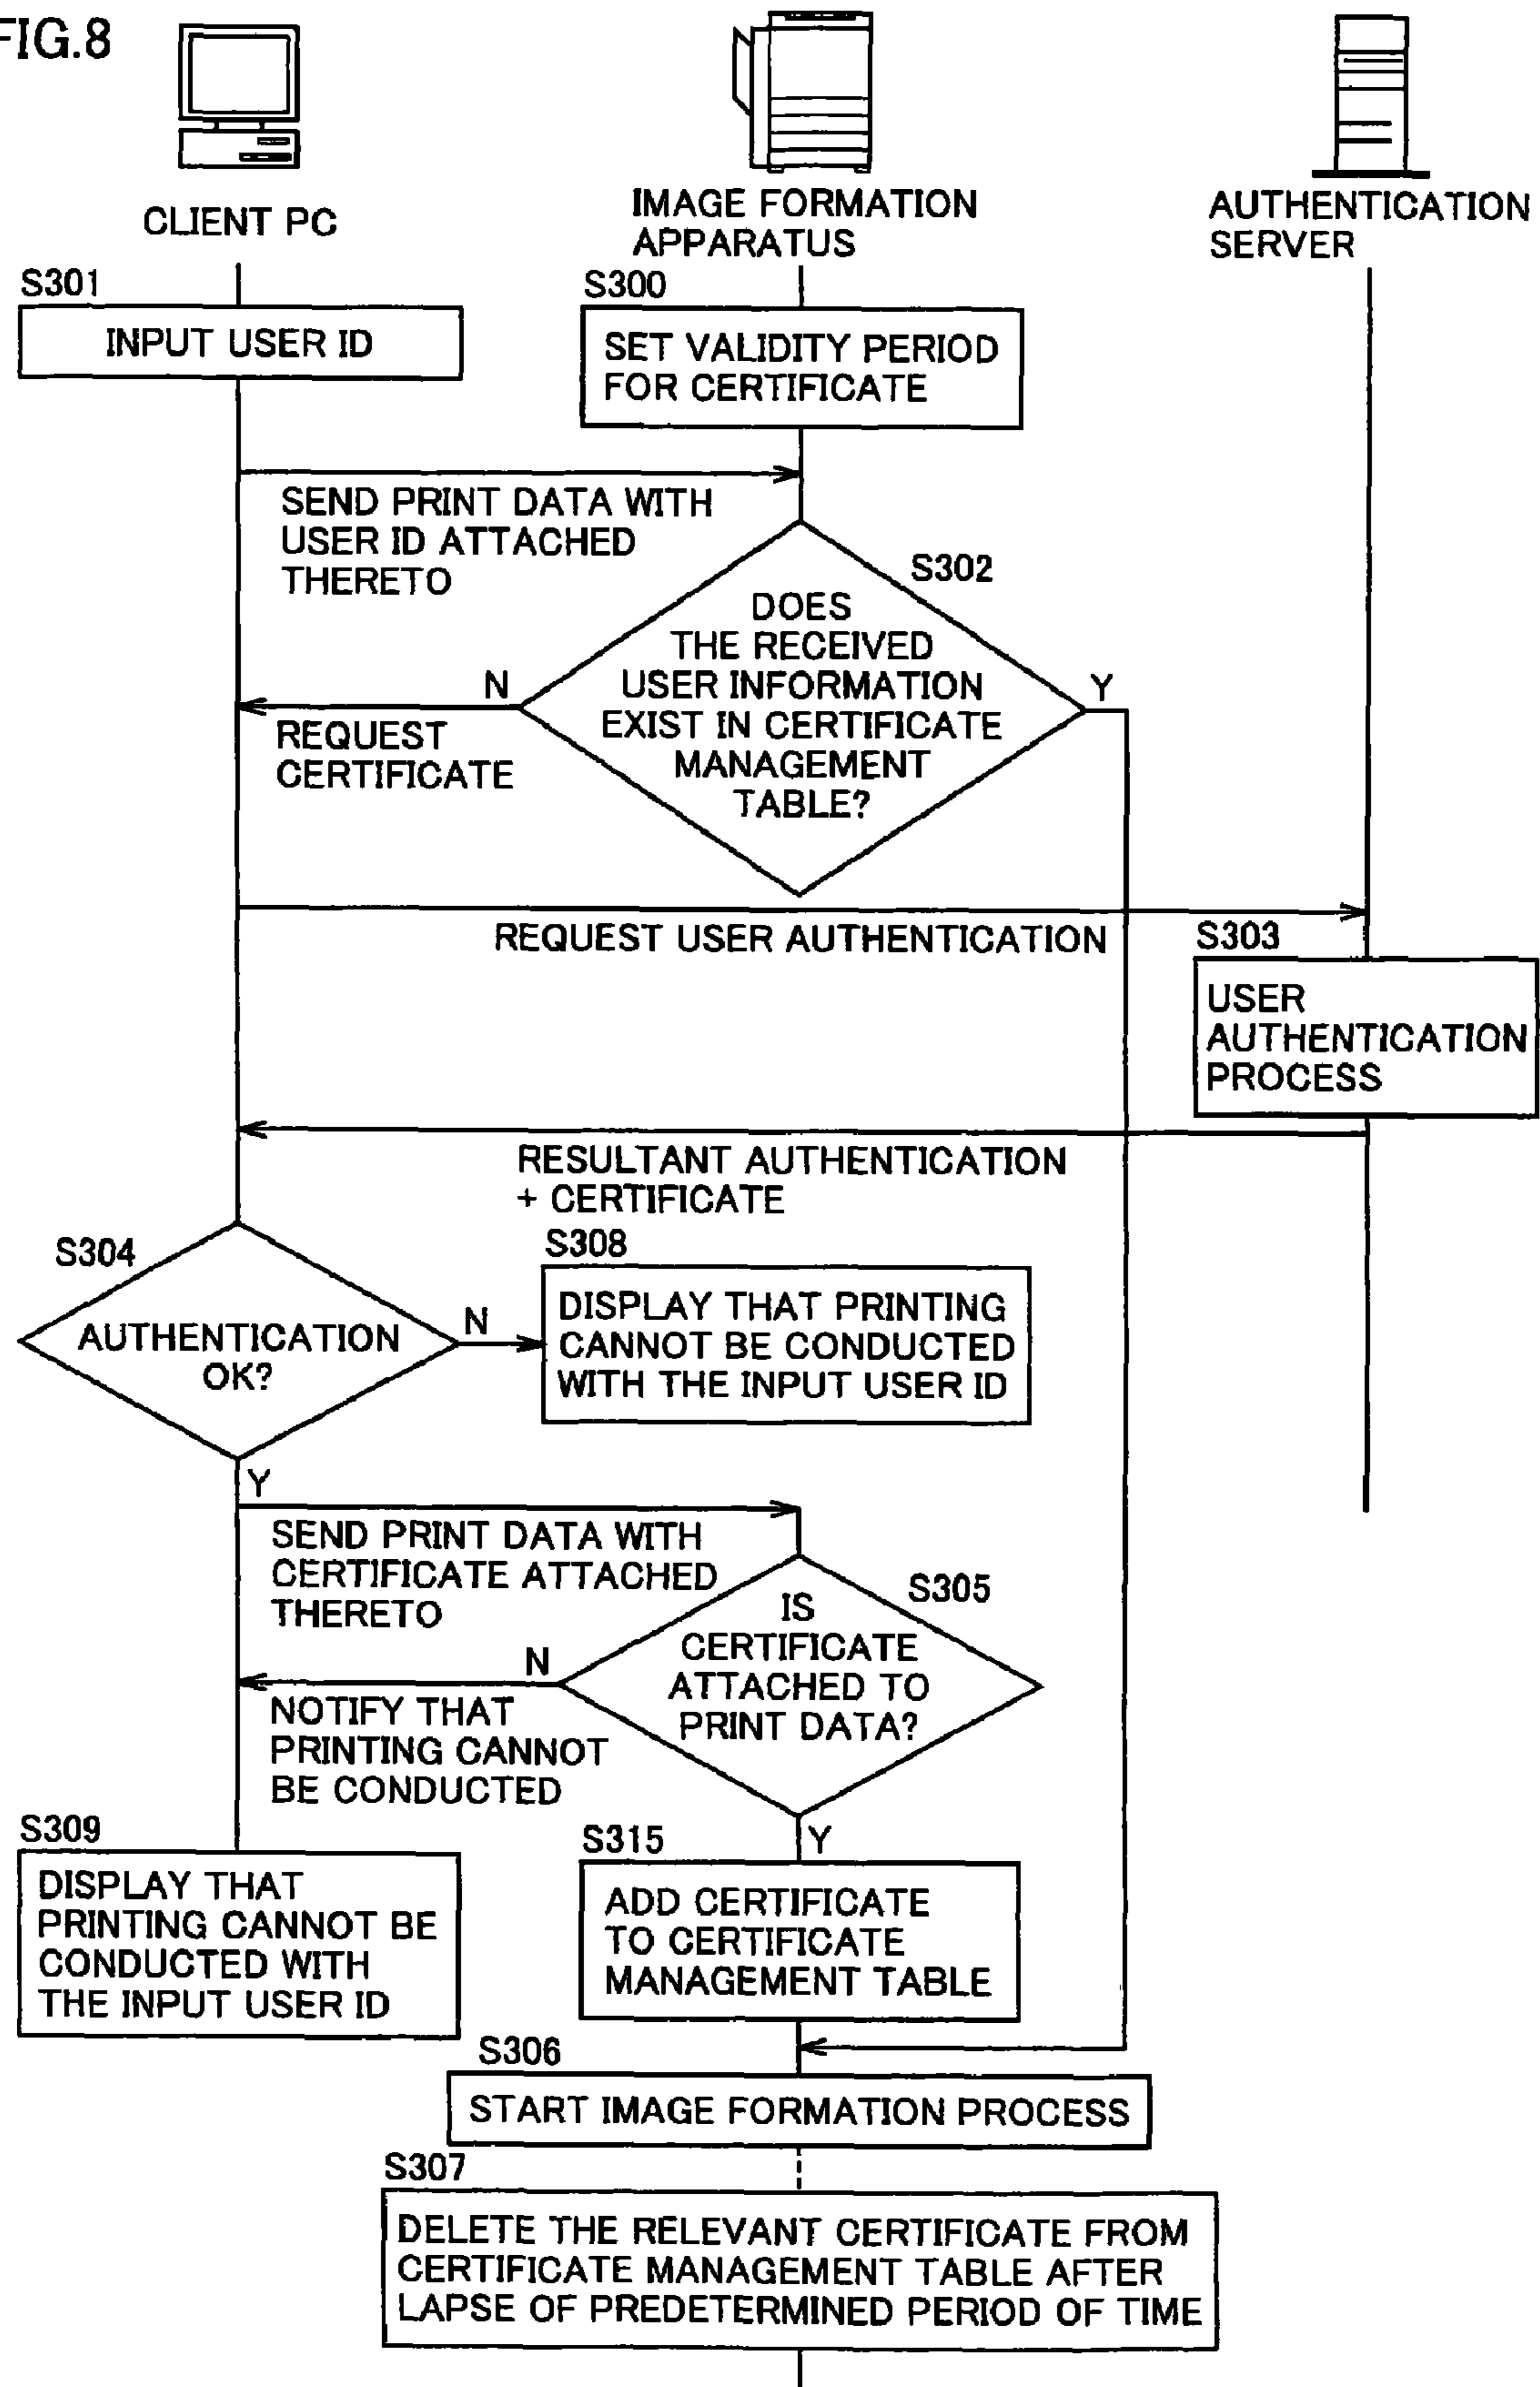 FIG.8
CLIENT PC
IMAGE FORMATION
APPARATUS
AUTHENTICATION
SERVER
S301
INPUT USER ID
S300
SET VALIDITY PERIOD
FOR CERTIFICATE
SEND PRINT DATA WITH
USER ID ATTACHED
THERETO
S302
DOES
THE RECEIVED
USER INFORMATION
EXIST IN CERTIFICATE
MANAGEMENT
TABLE?
N
Y
REQUEST
CERTIFICATE
REQUEST USER AUTHENTICATION
S303
USER
AUTHENTICATION
PROCESS
RESULTANT AUTHENTICATION
+ CERTIFICATE
S304
AUTHENTICATION
OK?
N
S308
DISPLAY THAT PRINTING
CANNOT BE CONDUCTED
WITH THE INPUT USER ID
Y
SEND PRINT DATA WITH
CERTIFICATE ATTACHED
THERETO
S305
IS
CERTIFICATE
ATTACHED TO
PRINT DATA?
N
NOTIFY THAT
PRINTING CANNOT
BE CONDUCTED
Y
S309
DISPLAY THAT
PRINTING CANNOT BE
CONDUCTED WITH
THE INPUT USER ID
S315
ADD CERTIFICATE
TO CERTIFICATE
MANAGEMENT TABLE
S306
START IMAGE FORMATION PROCESS
S307
DELETE THE RELEVANT CERTIFICATE FROM
CERTIFICATE MANAGEMENT TABLE AFTER
LAPSE OF PREDETERMINED PERIOD OF TIME